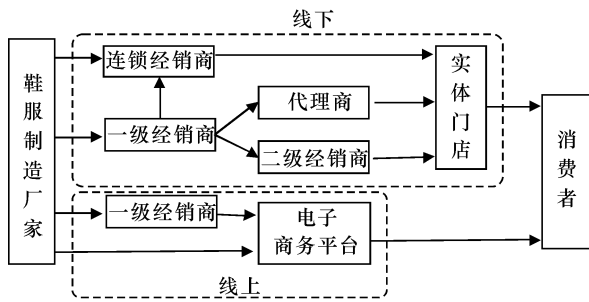 线下
鞋服制造厂家
连锁经销商
一级经销商
代理商
二级经销商
实体门店
消费者
一级经销商
电子
商务平台
线上